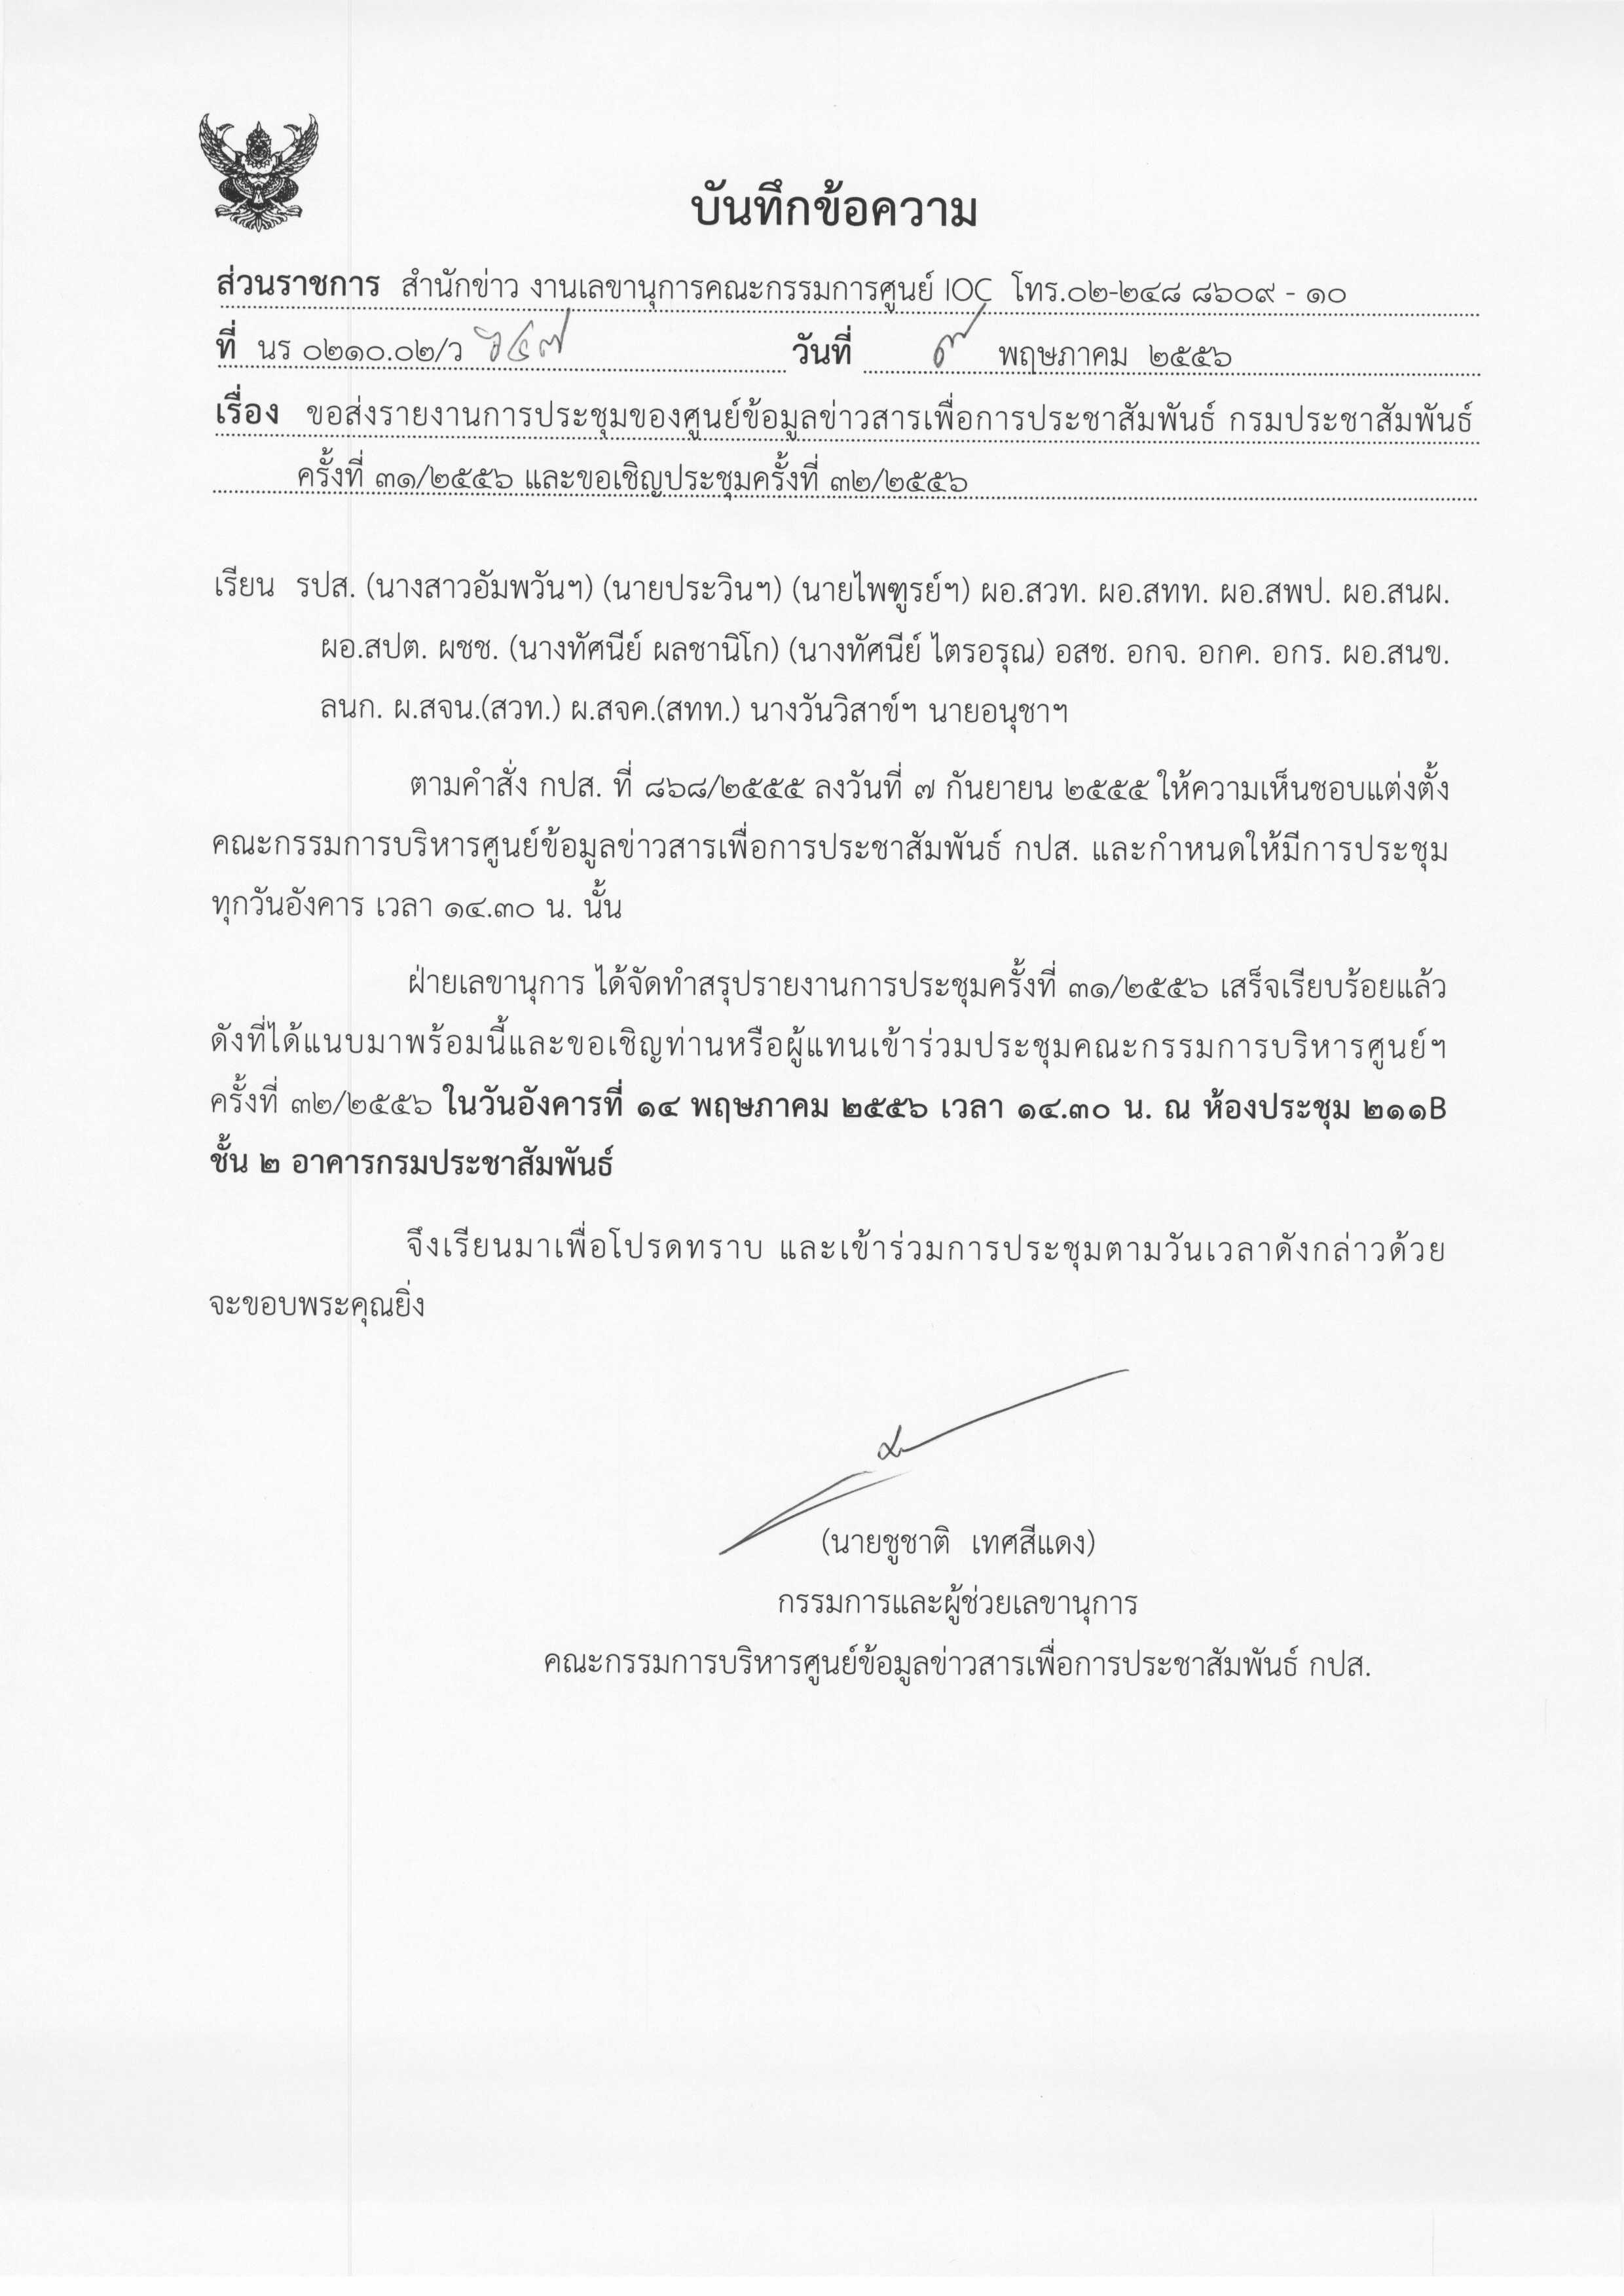 บันทึกข้อความ
ส่วนราชการ สำนักข่าว งานเลขานุการคณะกรรมการศูนย์ IOC โทร.๐๒-๒๔๘ ๘๖๐๙ - ๑๐
ที่ นร ๐๒๑๐.๐๒/ว วันที่ ๙ พฤษภาคม ๒๕๕๖
เรื่อง ขอส่งรายงานการประชุมของศูนย์ข้อมูลข่าวสารเพื่อการประชาสัมพันธ์ กรมประชาสัมพันธ์
ครั้งที่ ๓๑/๒๕๕๖ และขอเชิญประชุมครั้งที่ ๓๒/๒๕๕๖
เรียน รปส. (นางสาวอัมพวันฯ) (นายประวินฯ) (นายไพฑูรย์ฯ) ผอ.สวท. ผอ.สทท. ผอ.สพป. ผอ.สนผ.
ผอ.สปต. ผชช. (นางทัศนีย์ ผลชานิโก) (นางทัศนีย์ ไตรอรุณ) อสช. อกจ. อกค. อกร. ผอ.สนข.
ลนก. ผ.สจน.(สวท.) ผ.สจค.(สทท.) นางวันวิสาข์ฯ นายอนุชาฯ
ตามคำสั่ง กปส. ที่ ๘๖๘/๒๕๕๕ ลงวันที่ ๗ กันยายน ๒๕๕๕ ให้ความเห็นชอบแต่งตั้ง
คณะกรรมการบริหารศูนย์ข้อมูลข่าวสารเพื่อการประชาสัมพันธ์ กปส. และกำหนดให้มีการประชุม
ทุกวันอังคาร เวลา ๑๔.๓๐ น. นั้น
ฝ่ายเลขานุการ ได้จัดทำสรุปรายงานการประชุมครั้งที่ ๓๑/๒๕๕๖ เสร็จเรียบร้อยแล้ว
ดังที่ได้แนบมาพร้อมนี้และขอเชิญท่านหรือผู้แทนเข้าร่วมประชุมคณะกรรมการบริหารศูนย์ฯ
ครั้งที่ ๓๒/๒๕๕๖ ในวันอังคารที่ ๑๔ พฤษภาคม ๒๕๕๖ เวลา ๑๔.๓๐ น. ณ ห้องประชุม ๒๑๑B
ชั้น ๒ อาคารกรมประชาสัมพันธ์
จึงเรียนมาเพื่อโปรดทราบ และเข้าร่วมการประชุมตามวันเวลาดังกล่าวด้วย
จะขอบพระคุณยิ่ง
(นายชูชาติ เทศสีแดง)
กรรมการและผู้ช่วยเลขานุการ
คณะกรรมการบริหารศูนย์ข้อมูลข่าวสารเพื่อการประชาสัมพันธ์ กปส.